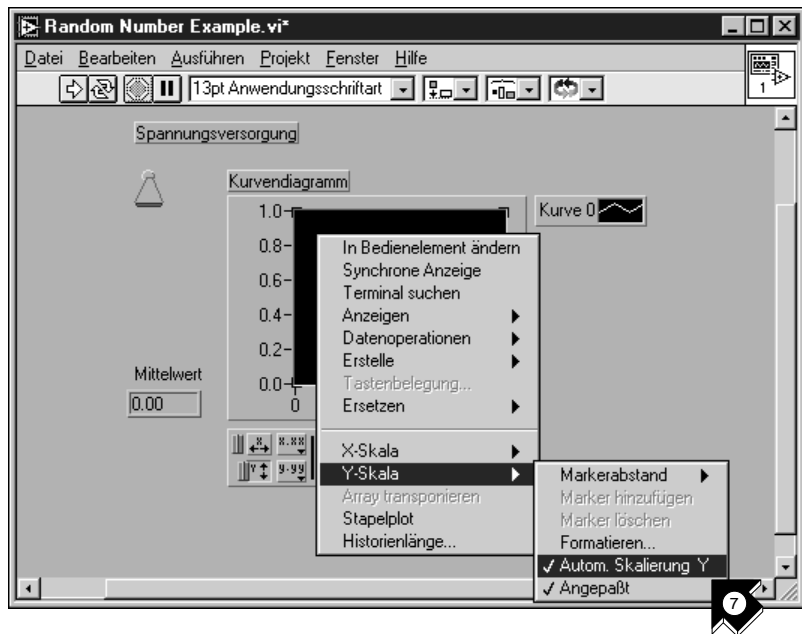 Random Number Example.vi*
Datei Bearbeiten Ausführen Projekt Fenster Hilfe
13pt Anwendungsschriftart
1
Spannungsversorgung
Kurvendiagramm
Kurve 0
1.0
0.8
0.6
0.4
0.2
0.0
0
Mittelwert
0.00
X X.XX
Y Y.YY
In Bedienelement ändern
Synchrone Anzeige
Terminal suchen
Anzeigen
Datenoperationen
Erstelle
Tastenbelegung...
Ersetzen
X-Skala
Y-Skala
Array transponieren
Stapelplot
Historienlänge...
Markerabstand
Marker hinzufügen
Marker löschen
Formatieren...
✓ Autom. Skalierung Y
✓ Angepaßt
7